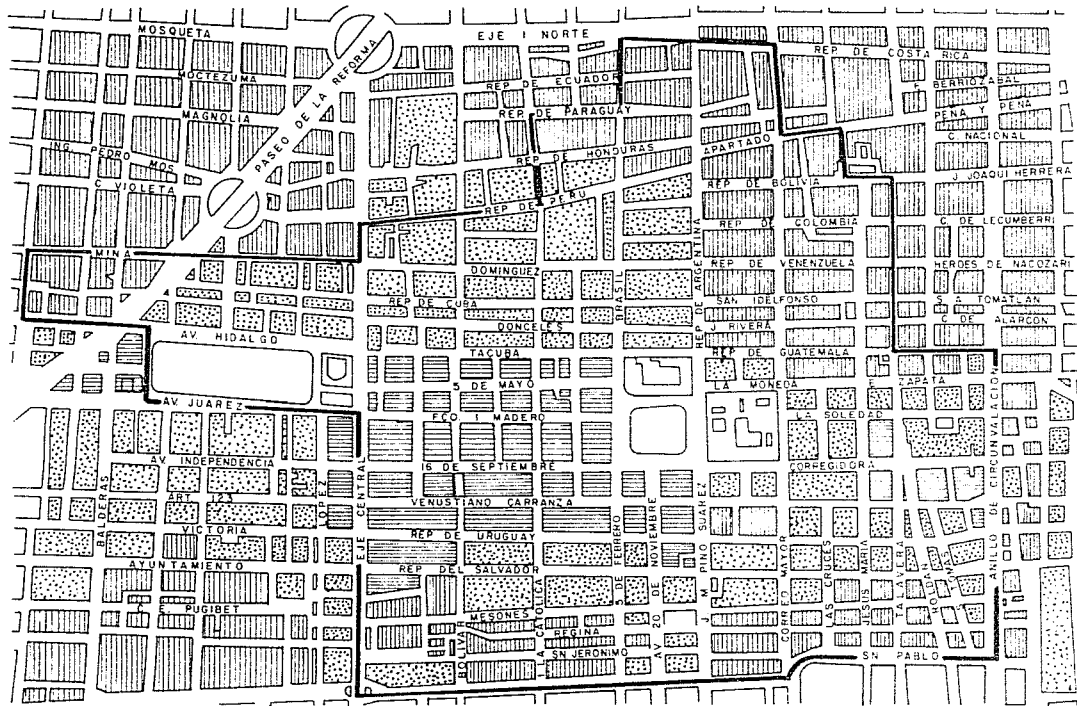 MOSQUETA
EJE 1 NORTE
REP DE COSTA RICA
MOCTEZUMA
REP DE ECUADOR
F BERRIOZABAL
MAGNOLIA
PASEO DE LA REFORMA
REP DE PARAGUAY
PEÑA Y PEÑA
ING. PEDRO MOS
REP DE HONDURAS
APARTADO
C. NACIONAL
C. VIOLETA
REP DE PERU
REP DE BOLIVIA
J. JOAQUI HERRERA
REP DE COLOMBIA
C. DE LECUMBERRI
MINA
DOMINGUEZ
BRASIL
REP DE ARGENTINA
REP DE VENENZUELA
HEROES DE NACOZARI
REP DE CUBA
SAN IDELFONSO
S A TOMATLAN
DONCELES
J RIVERA
C. DE ALARCON
AV. HIDALGO
TACUBA
REP DE GUATEMALA
5 DE MAYO
LA MONEDA
E ZAPATA
AV. JUAREZ
FCO. I MADERO
LA SOLEDAD
AV. INDEPENDENCIA
16 DE SEPTIEMBRE
CORREGIDORA
BALDERAS
ART 123
LOPEZ
EJE CENTRAL
VENUSTIANO CARRANZA
ANILLO DE CIRCUNVALACION
VICTORIA
REP DE URUGUAY
5 DE FERRERO
AV 20 DE NOVIEMBRE
J M PINO SUAREZ
AYUNTAMIENTO
REP DEL SALVADOR
CORREO MAYOR
LAS CRUCES
JESUS MARIA
TALAVERA
ROLDAN
C E. PUGIBET
BOLIVAR
MESONES
I LA CATOLICA
REGINA
SN JERONIMO
SN PABLO